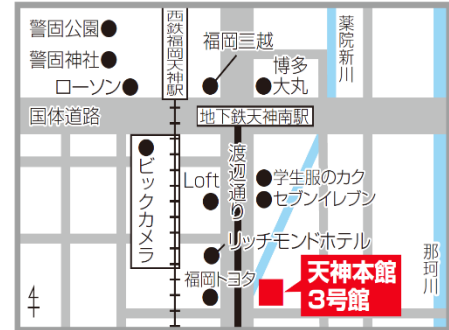 警固公園
警固神社
ローソン
西鉄福岡天神駅
福岡三越
博多
大丸
薬院新川
国体道路
地下鉄天神南駅
ビックカメラ
Loft
渡辺通り
学生服のカク
セブンイレブン
リッチモンドホテル
福岡トヨタ
天神本館
3号館
那珂川
4